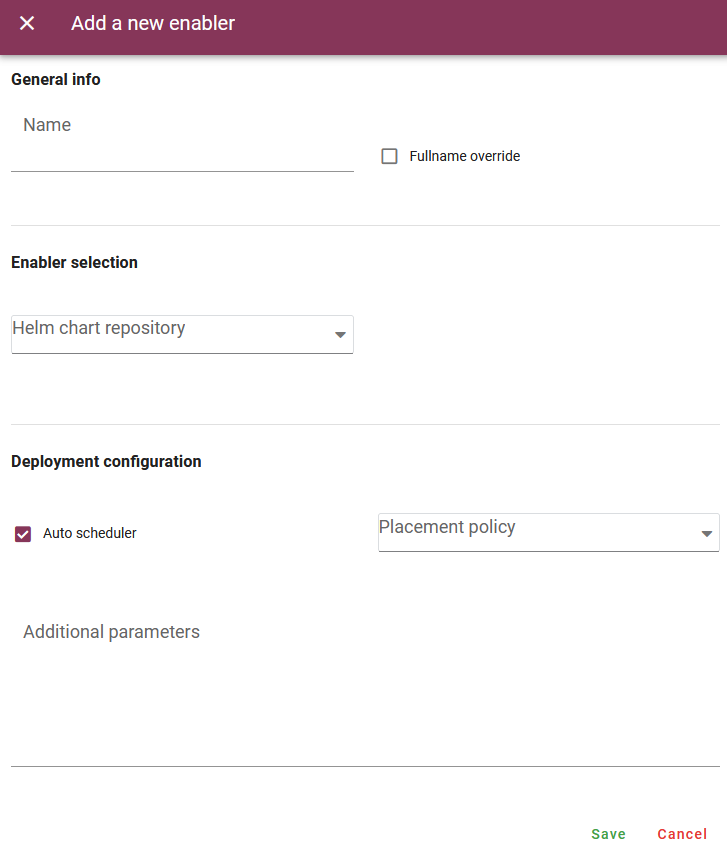 Add a new enabler
General info
Name
Fullname override
Enabler selection
Helm chart repository
Deployment configuration
Auto scheduler
Placement policy
Additional parameters
Save Cancel